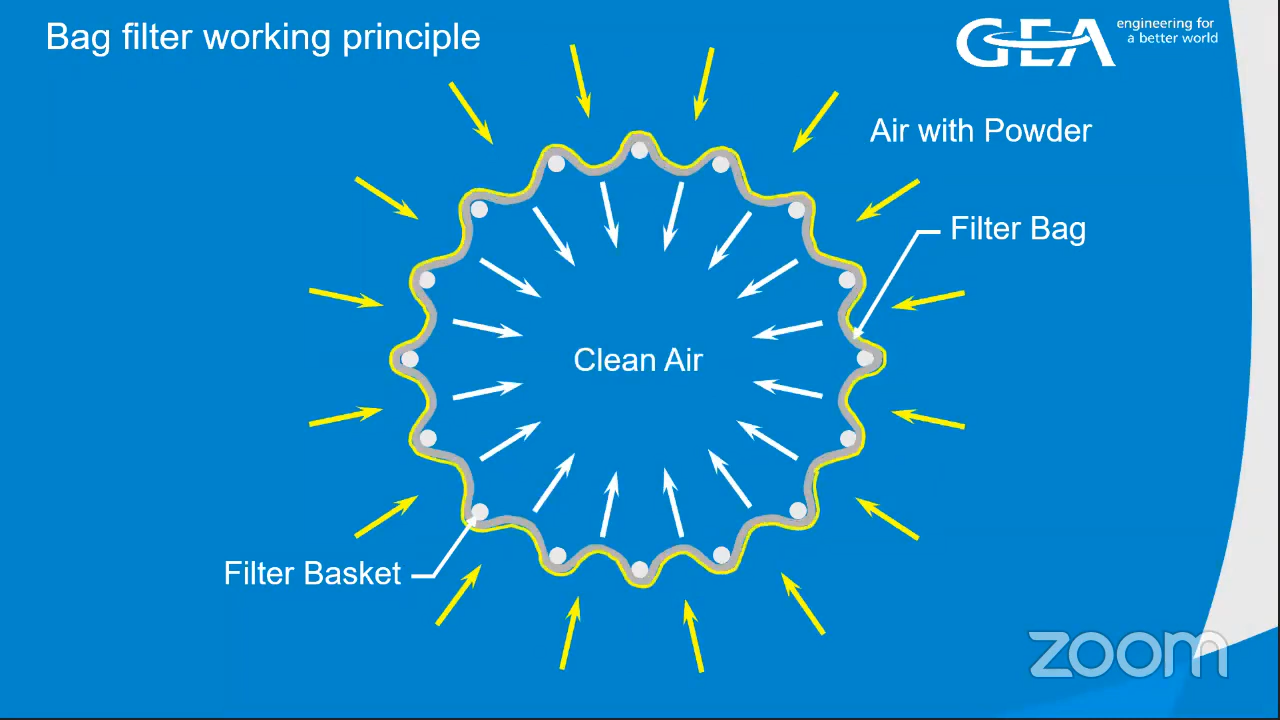 Bag filter working principle
GEA
engineering for
a better world
Air with Powder
Filter Bag
Clean Air
Filter Basket
zoom